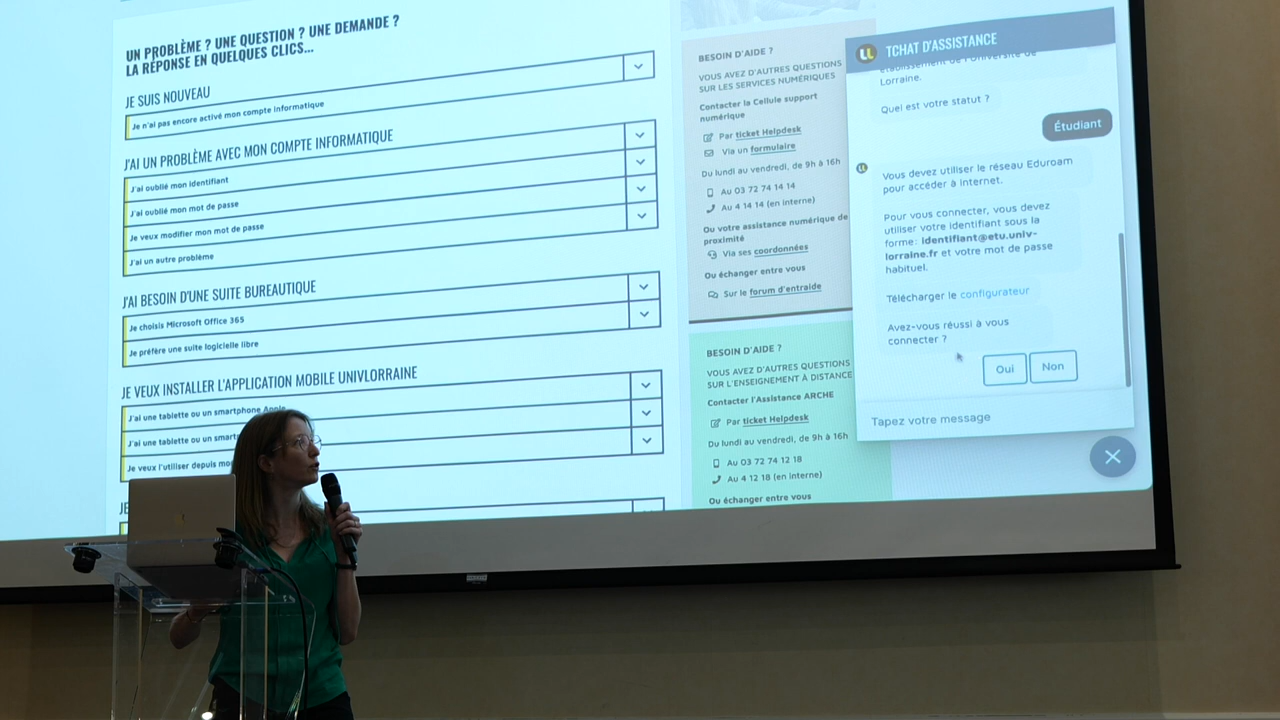 UN PROBLÈME ? UNE QUESTION ? UNE DEMANDE ?
LA RÉPONSE EN QUELQUES CLICS...
JE SUIS NOUVEAU
Je n'ai pas encore activé mon compte informatique
J'AI UN PROBLÈME AVEC MON COMPTE INFORMATIQUE
J'ai oublié mon identifiant
J'ai oublié mon mot de passe
Je veux modifier mon mot de passe
J'ai un autre problème
J'AI BESOIN D'UNE SUITE BUREAUTIQUE
Je choisis Microsoft Office 365
Je préfère une suite logicielle libre
JE VEUX INSTALLER L'APPLICATION MOBILE UNIVLORRAINE
J'ai une tablette ou un smartphone Apple
J'ai une tablette ou un
Je veux l'utiliser depuis
BESOIN D'AIDE ?
VOUS AVEZ D'AUTRES QUESTIONS
SUR LES SERVICES NUMÉRIQUES
Contacter la Cellule support
numérique
Par ticket Helpdesk
Via un formulaire
Du lundi au vendredi, de 9h à 16h
Au 03 72 74 14 14
Au 4 14 14 (en interne)
Ou votre assistance numérique de
proximité
Via ses coordonnées
Ou échanger entre vous
Sur le forum d'entraide
BESOIN D'AIDE ?
VOUS AVEZ D'AUTRES QUESTIONS
SUR L'ENSEIGNEMENT À DISTANCE
Contacter l'Assistance ARCHE
Par ticket Helpdesk
Du lundi au vendredi, de 9h à 16h
Au 03 72 74 12 18
Au 4 12 18 (en interne)
Ou échanger entre vous
TCHAT D'ASSISTANCE
établissement de l'Université de
Lorraine.
Quel est votre statut ?
Étudiant
Vous devez utiliser le réseau Eduroam
pour accéder à internet.
Pour vous connecter, vous devez
utiliser votre identifiant sous la
forme: identifiant@etu.univ-
lorraine.fr et votre mot de passe
habituel.
Télécharger le configurateur
Avez-vous réussi à vous
connecter ?
Oui
Non
Tapez votre message